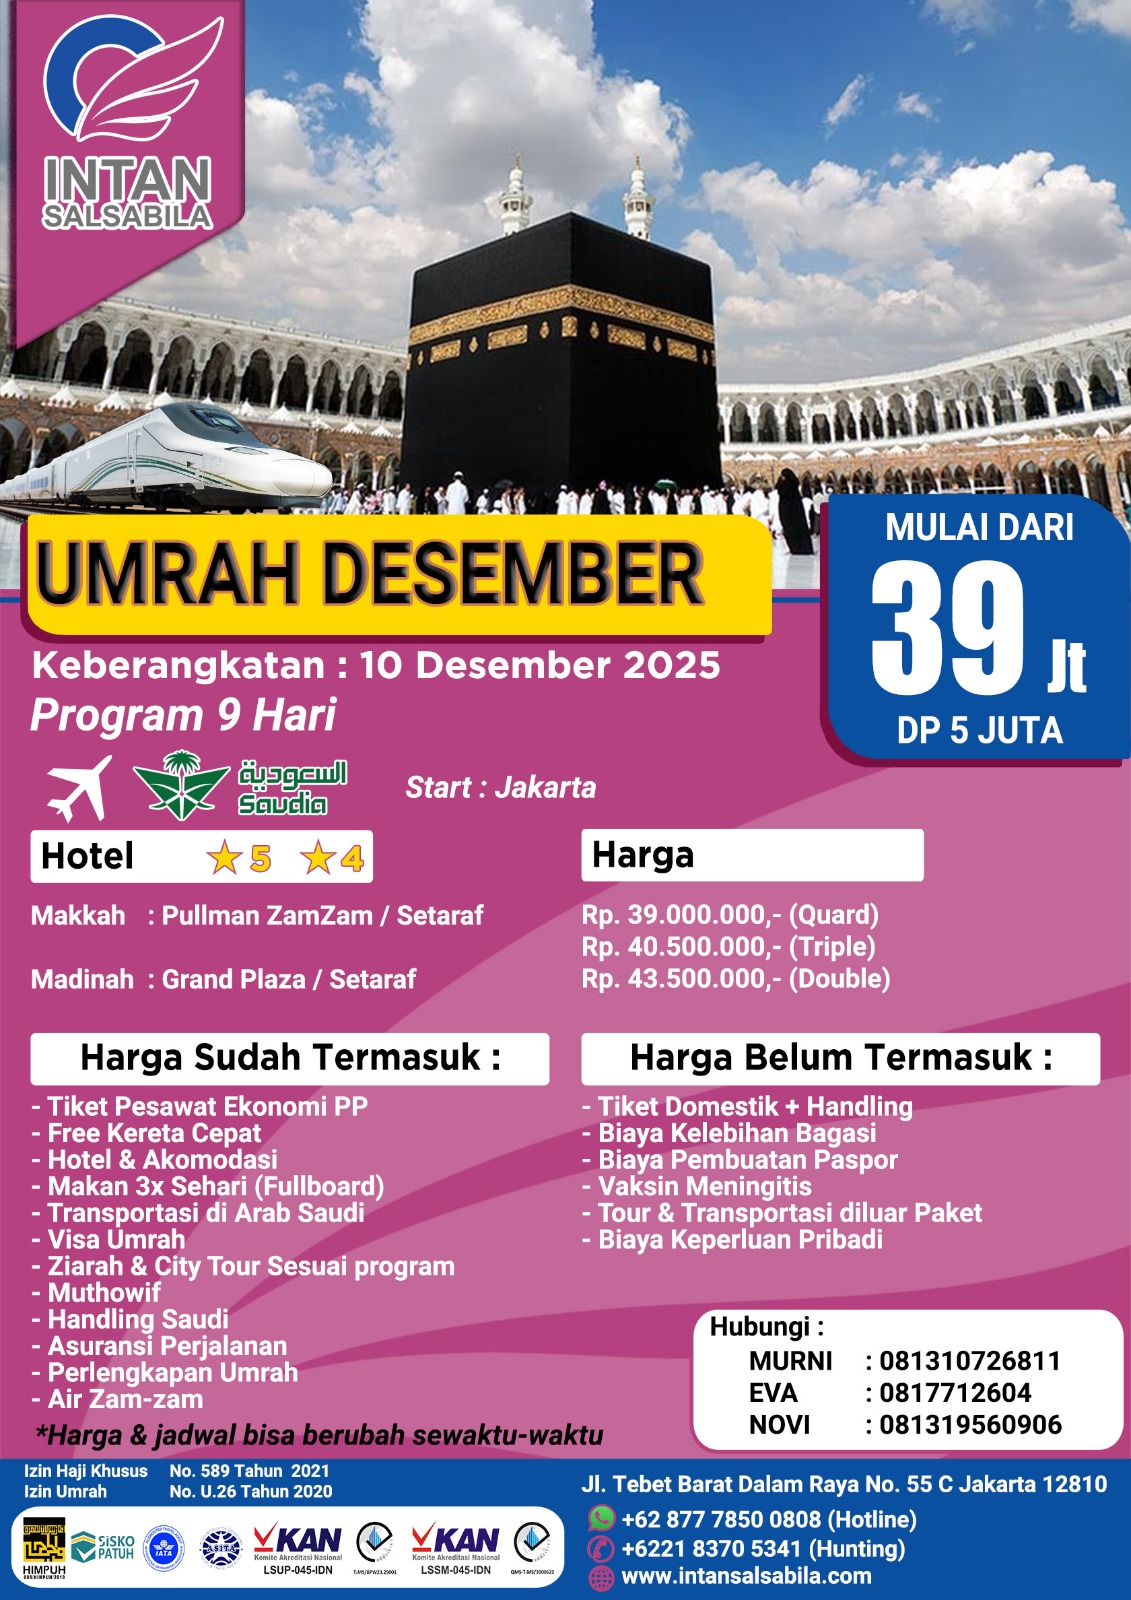 INTAN
SALSABILA
UMRAH DESEMBER
MULAI DARI
39 Jt
DP 5 JUTA
Keberangkatan : 10 Desember 2025
Program 9 Hari
السعودية
Saudia
Start : Jakarta
Hotel ★5 ★4
Makkah : Pullman ZamZam / Setaraf
Madinah : Grand Plaza / Setaraf
Harga
Rp. 39.000.000,- (Quard)
Rp. 40.500.000,- (Triple)
Rp. 43.500.000,- (Double)
Harga Sudah Termasuk :
- Tiket Pesawat Ekonomi PP
- Free Kereta Cepat
- Hotel & Akomodasi
- Makan 3x Sehari (Fullboard)
- Transportasi di Arab Saudi
- Visa Umrah
- Ziarah & City Tour Sesuai program
- Muthowif
- Handling Saudi
- Asuransi Perjalanan
- Perlengkapan Umrah
- Air Zam-zam
*Harga & jadwal bisa berubah sewaktu-waktu
Harga Belum Termasuk :
- Tiket Domestik + Handling
- Biaya Kelebihan Bagasi
- Biaya Pembuatan Paspor
- Vaksin Meningitis
- Tour & Transportasi diluar Paket
- Biaya Keperluan Pribadi
Hubungi :
MURNI : 081310726811
EVA : 0817712604
NOVI : 081319560906
Izin Haji Khusus No. 589 Tahun 2021
Izin Umrah No. U.26 Tahun 2020
HIMPUH
SISKO
PATUH
IATA
ASITA
KAN
Komite Akreditasi Nasional
LSUP-045-IDN
KAN
Komite Akreditasi Nasional
LSSM-045-IDN
Jl. Tebet Barat Dalam Raya No. 55 C Jakarta 12810
+62 877 7850 0808 (Hotline)
+6221 8370 5341 (Hunting)
www.intansalsabila.com